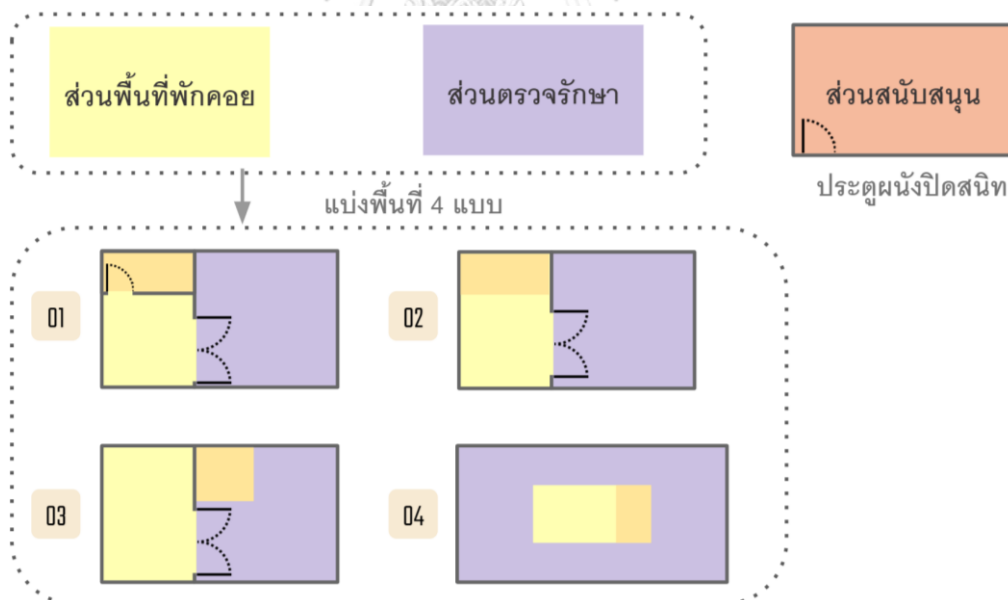 ส่วนพื้นที่พักคอย
ส่วนตรวจรักษา
ส่วนสนับสนุน
ประตูผนังปิดสนิท
แบ่งพื้นที่ 4 แบบ
01
02
03
04